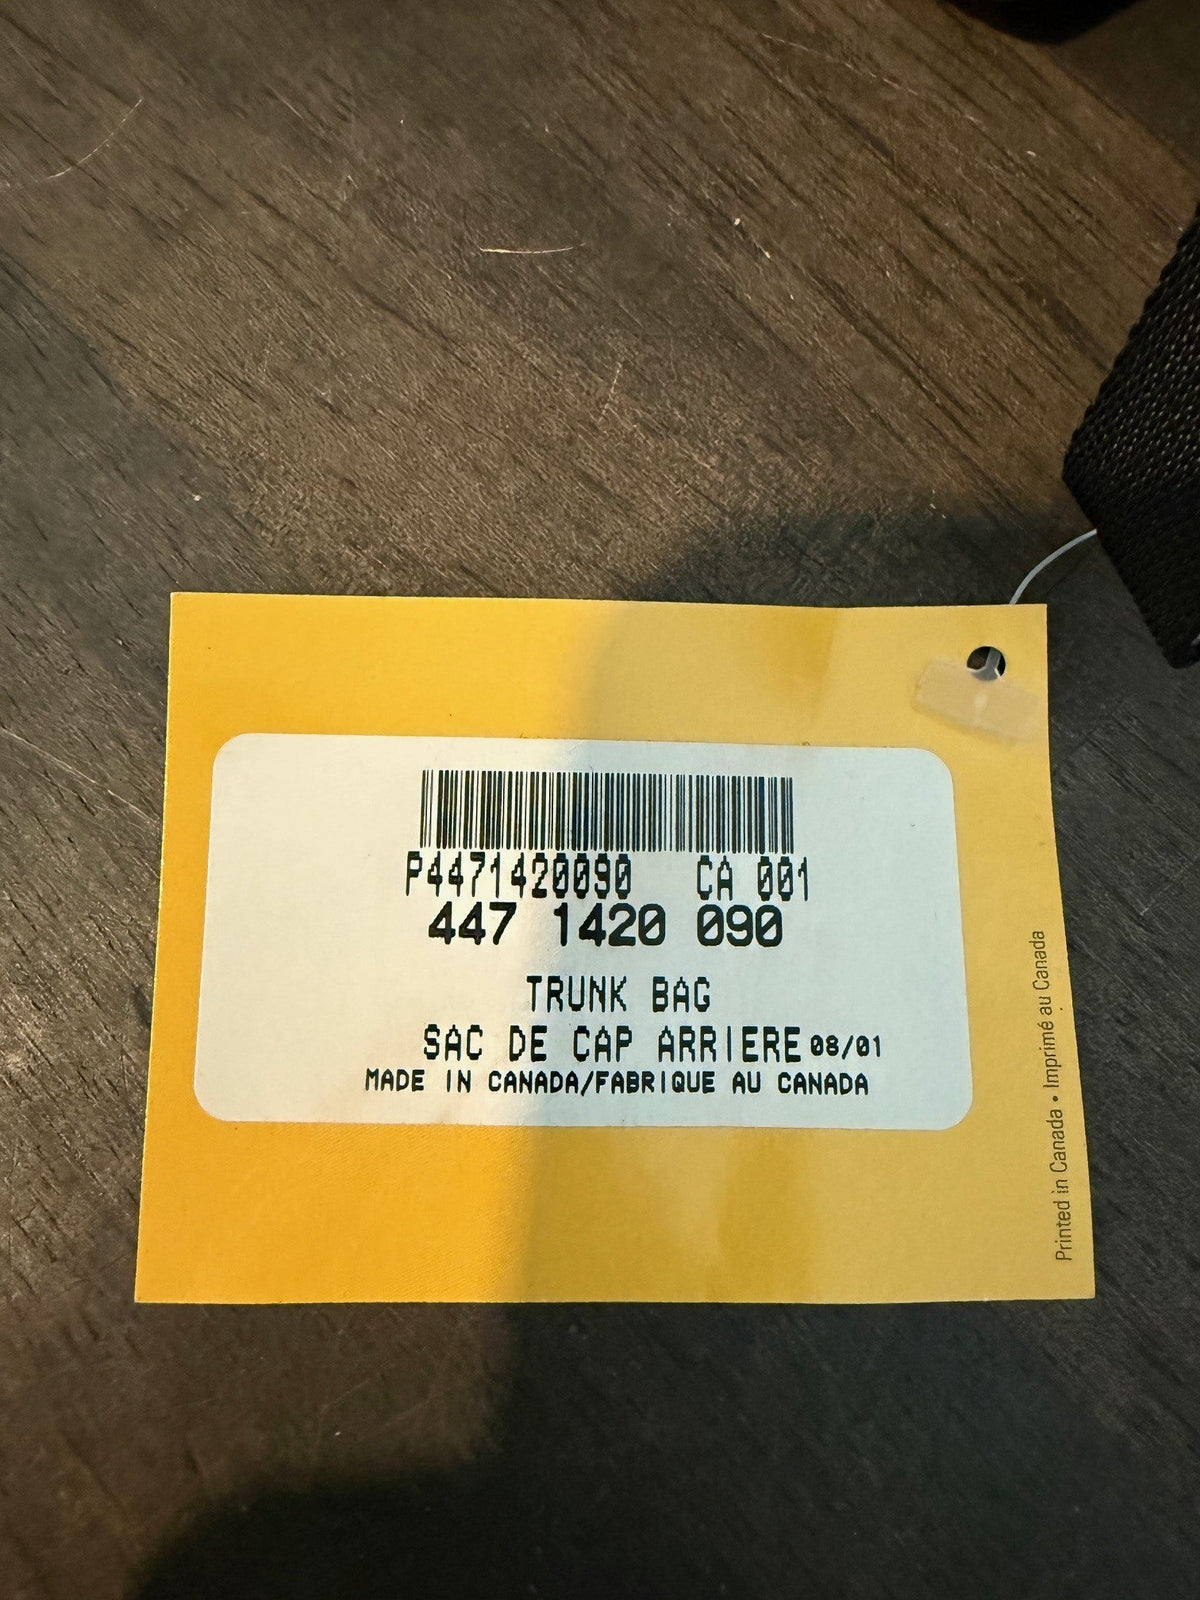 P4471420090 CA 001
447 1420 090
TRUNK BAG
SAC DE CAP ARRIERE 08/01
MADE IN CANADA/FABRIQUE AU CANADA
Printed in Canada • Imprimé au Canada